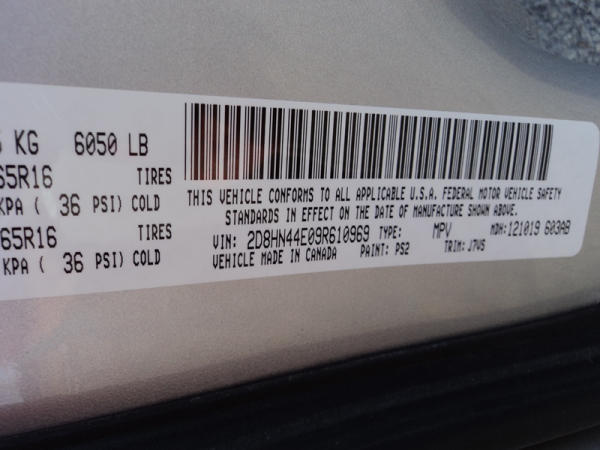 KG 6050 LB
65R16 TIRES
KPA ( 36 PSI) COLD
65R16 TIRES
KPA ( 36 PSI) COLD
THIS VEHICLE CONFORMS TO ALL APPLICABLE U.S.A. FEDERAL MOTOR VEHICLE SAFETY
STANDARDS IN EFFECT ON THE DATE OF MANUFACTURE SHOWN ABOVE.
VIN: 2D8HN44E09R610969 TYPE: MPV MDH:121019 603AB
VEHICLE MADE IN CANADA PAINT: PS2 TRIM: J7V5